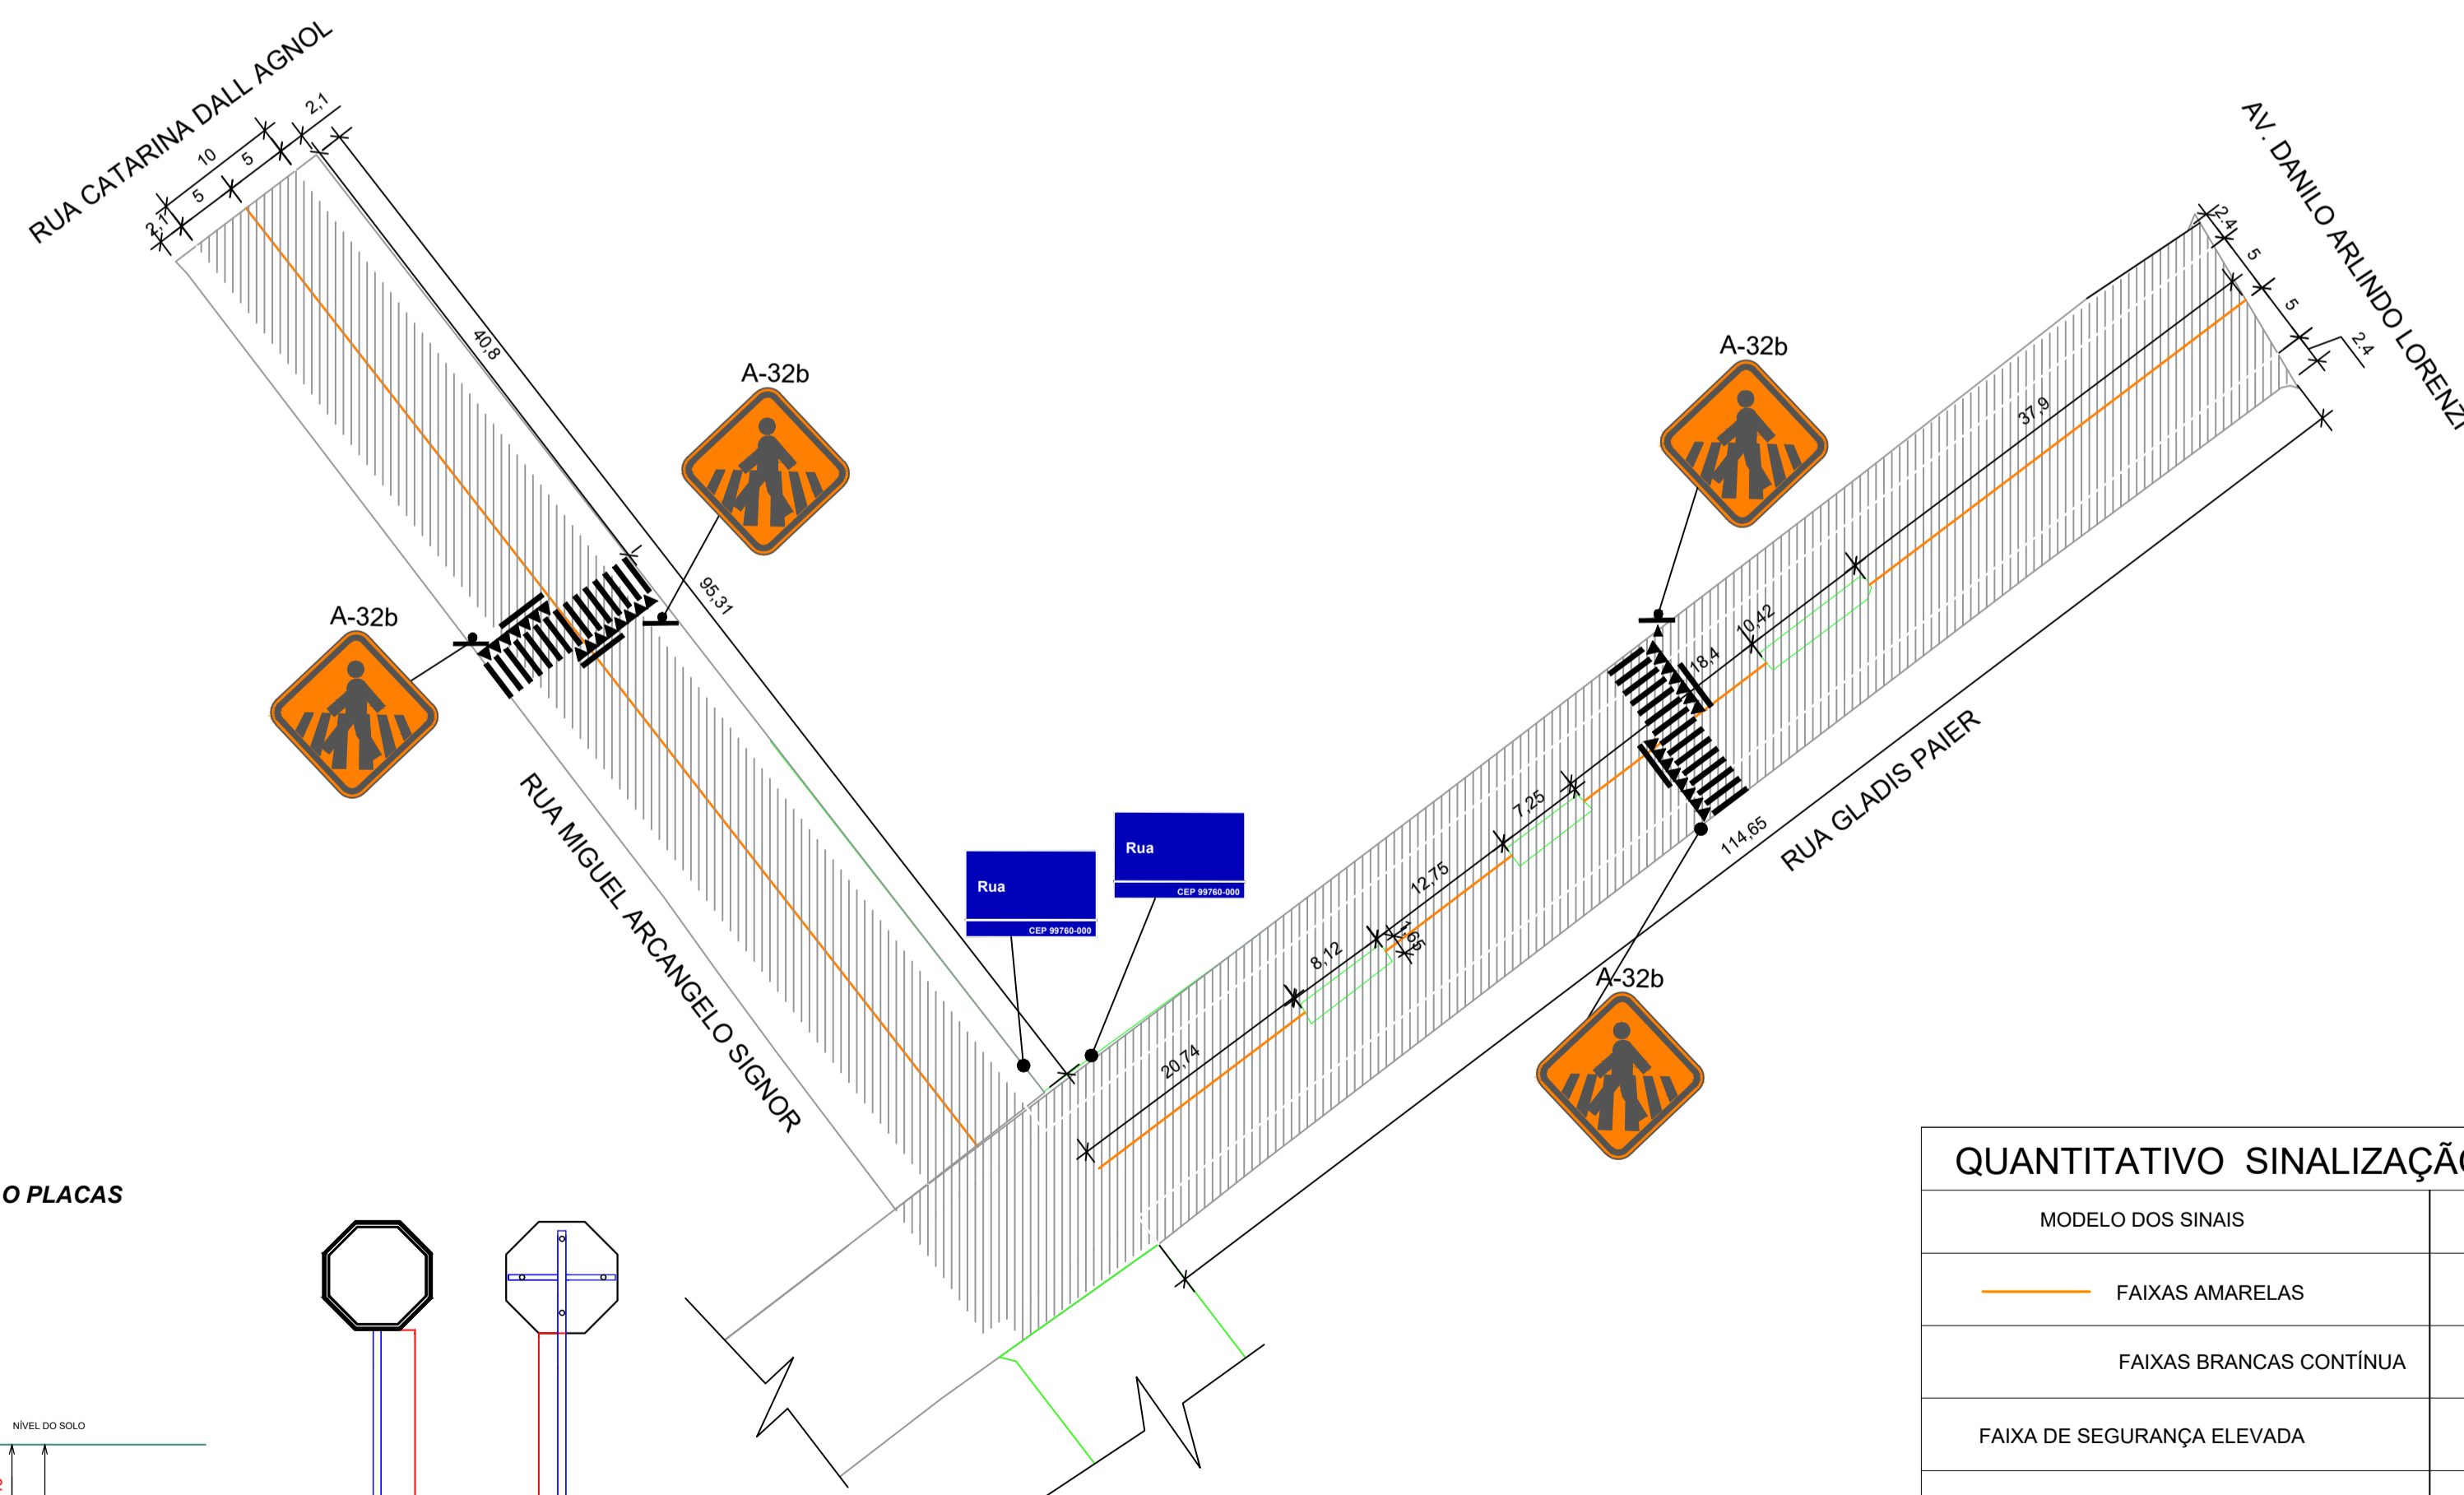 RUA CATARINA DALL AGNOL
2,1
10
5
5
2,1
40,8
95,31
A-32b
A-32b
RUA MIGUEL ARCANGELO SIGNOR
A-32b
AV. DANILO ARLINDO LORENZI
2.4
5
5
2.4
37,9
10,42
18,4
7,25
12,75
1,65
8,12
20,74
114,65
RUA GLADIS PAIER
A-32b
Rua
CEP 99760-000
Rua
CEP 99760-000
O PLACAS
NÍVEL DO SOLO
QUANTITATIVO SINALIZAÇÃO
MODELO DOS SINAIS
FAIXAS AMARELAS
FAIXAS BRANCAS CONTÍNUA
FAIXA DE SEGURANÇA ELEVADA